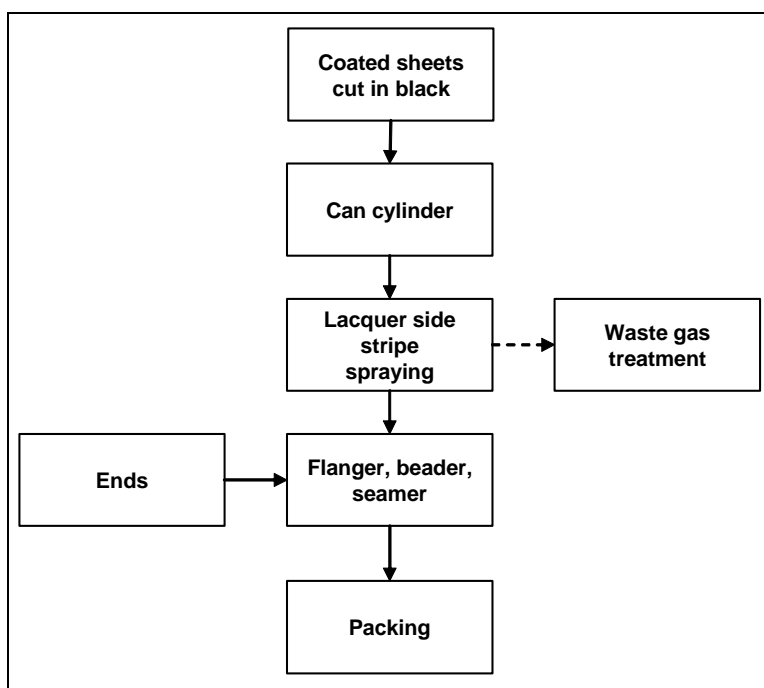 Coated sheets
cut in black
Can cylinder
Lacquer side
stripe
spraying
Waste gas
treatment
Ends
Flanger, beader,
seamer
Packing